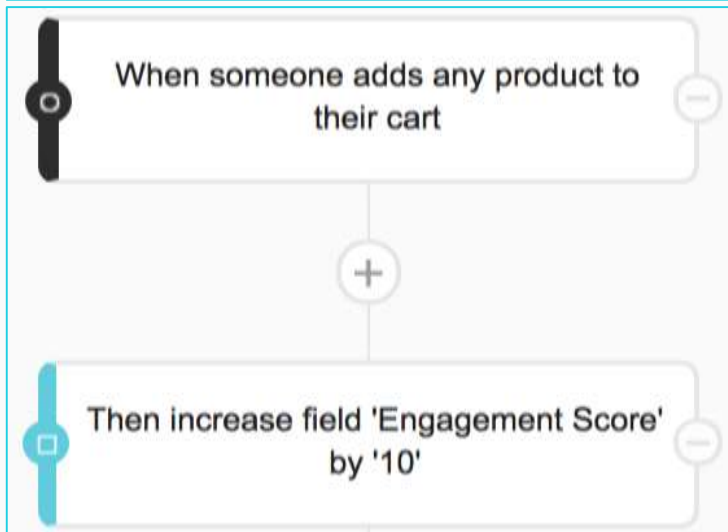 When someone adds any product to
their cart
Then increase field 'Engagement Score'
by '10'